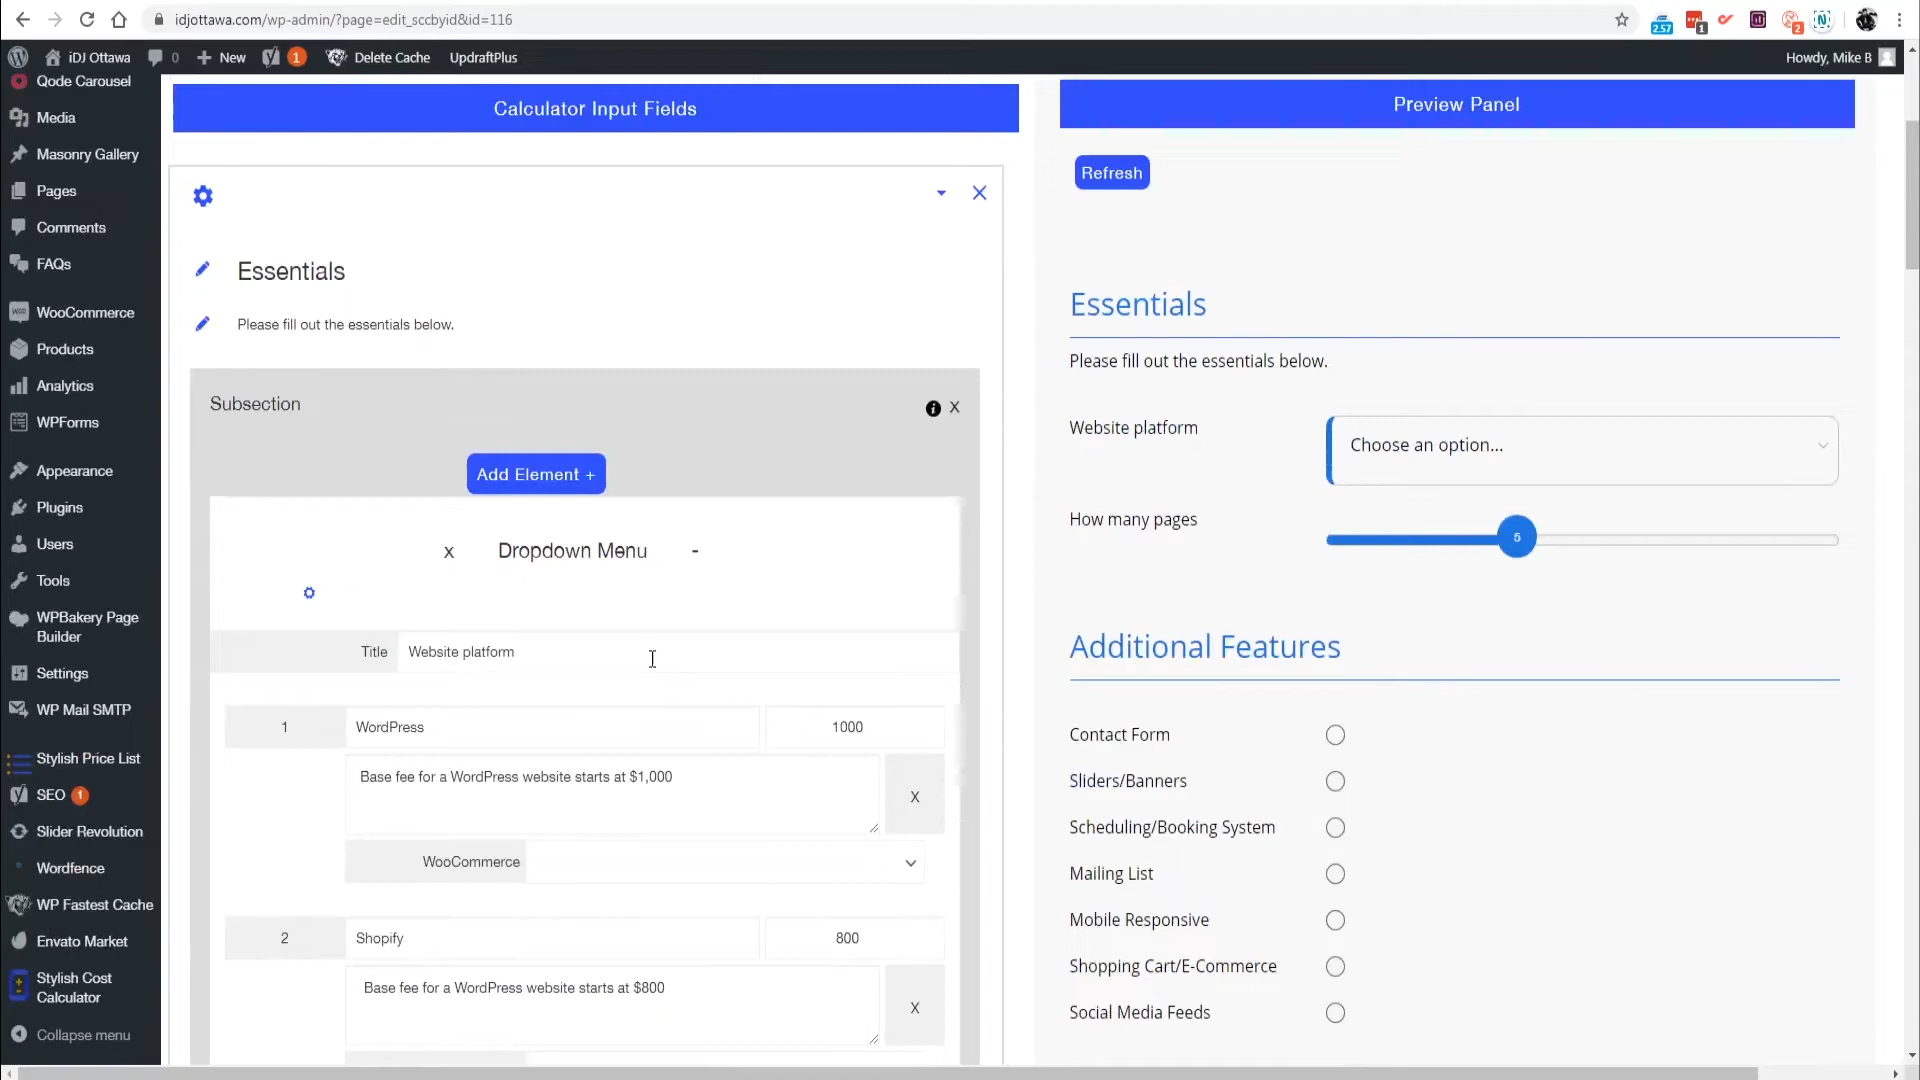 idjottawa.com/wp-admin/?page=edit_sccbyid&id=116
2.57
1
2
iDJ Ottawa
0
New
1
Delete Cache
UpdraftPlus
Howdy, Mike B
Qode Carousel
Media
Masonry Gallery
Pages
Comments
FAQs
WooCommerce
Products
Analytics
WPForms
Appearance
Plugins
Users
Tools
WPBakery Page
Builder
Settings
WP Mail SMTP
Stylish Price List
SEO 1
Slider Revolution
Wordfence
WP Fastest Cache
Envato Market
Stylish Cost
Calculator
Collapse menu
Calculator Input Fields
Essentials
Please fill out the essentials below.
Subsection
X
Add Element +
x Dropdown Menu -
Title Website platform
1 WordPress 1000
Base fee for a WordPress website starts at $1,000
X
WooCommerce
2 Shopify 800
Base fee for a WordPress website starts at $800
X
Preview Panel
Refresh
Essentials
Please fill out the essentials below.
Website platform
Choose an option...
How many pages
5
Additional Features
Contact Form
Sliders/Banners
Scheduling/Booking System
Mailing List
Mobile Responsive
Shopping Cart/E-Commerce
Social Media Feeds